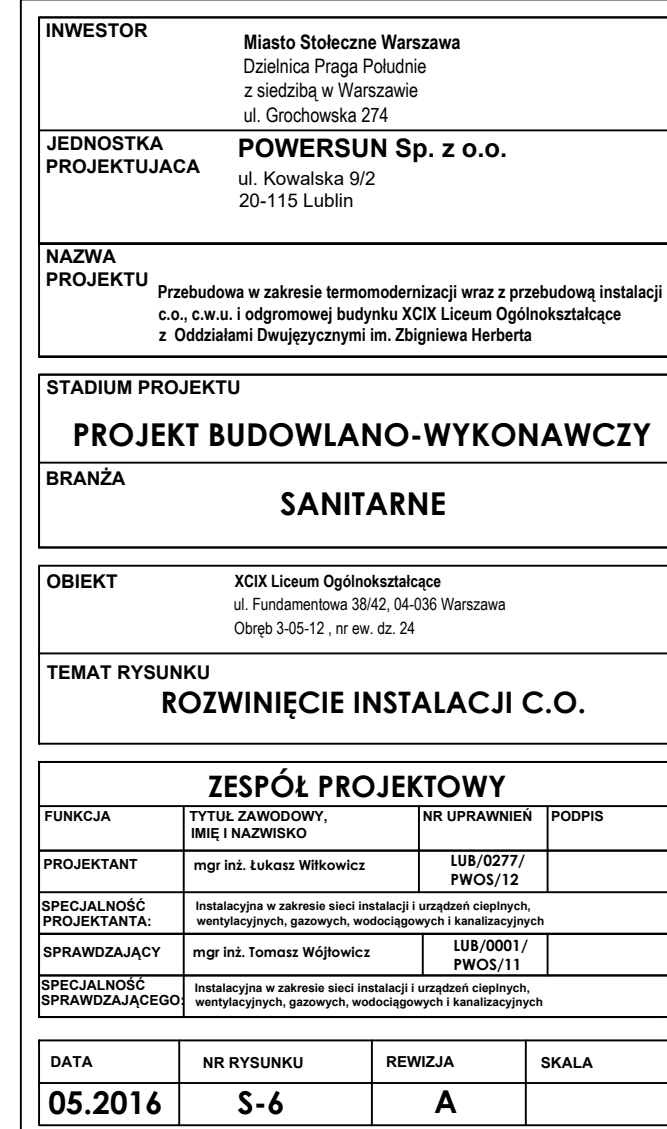 INWESTOR
Miasto Stołeczne Warszawa
Dzielnica Praga Południe
z siedzibą w Warszawie
ul. Grochowska 274
JEDNOSTKA
PROJEKTUJACA
POWERSUN Sp. z o.o.
ul. Kowalska 9/2
20-115 Lublin
NAZWA
PROJEKTU
Przebudowa w zakresie termomodernizacji wraz z przebudową instalacji
c.o., c.w.u. i odgromowej budynku XCIX Liceum Ogólnokształcące
z Oddziałami Dwujęzycznymi im. Zbigniewa Herberta
STADIUM PROJEKTU
PROJEKT BUDOWLANO-WYKONAWCZY
BRANŻA
SANITARNE
OBIEKT
XCIX Liceum Ogólnokształcące
ul. Fundamentowa 38/42, 04-036 Warszawa
Obręb 3-05-12 , nr ew. dz. 24
TEMAT RYSUNKU
ROZWINIĘCIE INSTALACJI C.O.
ZESPÓŁ PROJEKTOWY
FUNKCJA
TYTUŁ ZAWODOWY,
IMIĘ I NAZWISKO
NR UPRAWNIEŃ
PODPIS
PROJEKTANT
mgr inż. Łukasz Witkowicz
LUB/0277/
PWOS/12
SPECJALNOŚĆ
PROJEKTANTA:
Instalacyjna w zakresie sieci instalacji i urządzeń cieplnych,
wentylacyjnych, gazowych, wodociągowych i kanalizacyjnych
SPRAWDZAJĄCY
mgr inż. Tomasz Wójtowicz
LUB/0001/
PWOS/11
SPECJALNOŚĆ
SPRAWDZAJĄCEGO:
Instalacyjna w zakresie sieci instalacji i urządzeń cieplnych,
wentylacyjnych, gazowych, wodociągowych i kanalizacyjnych
DATA
NR RYSUNKU
REWIZJA
SKALA
05.2016
S-6
A